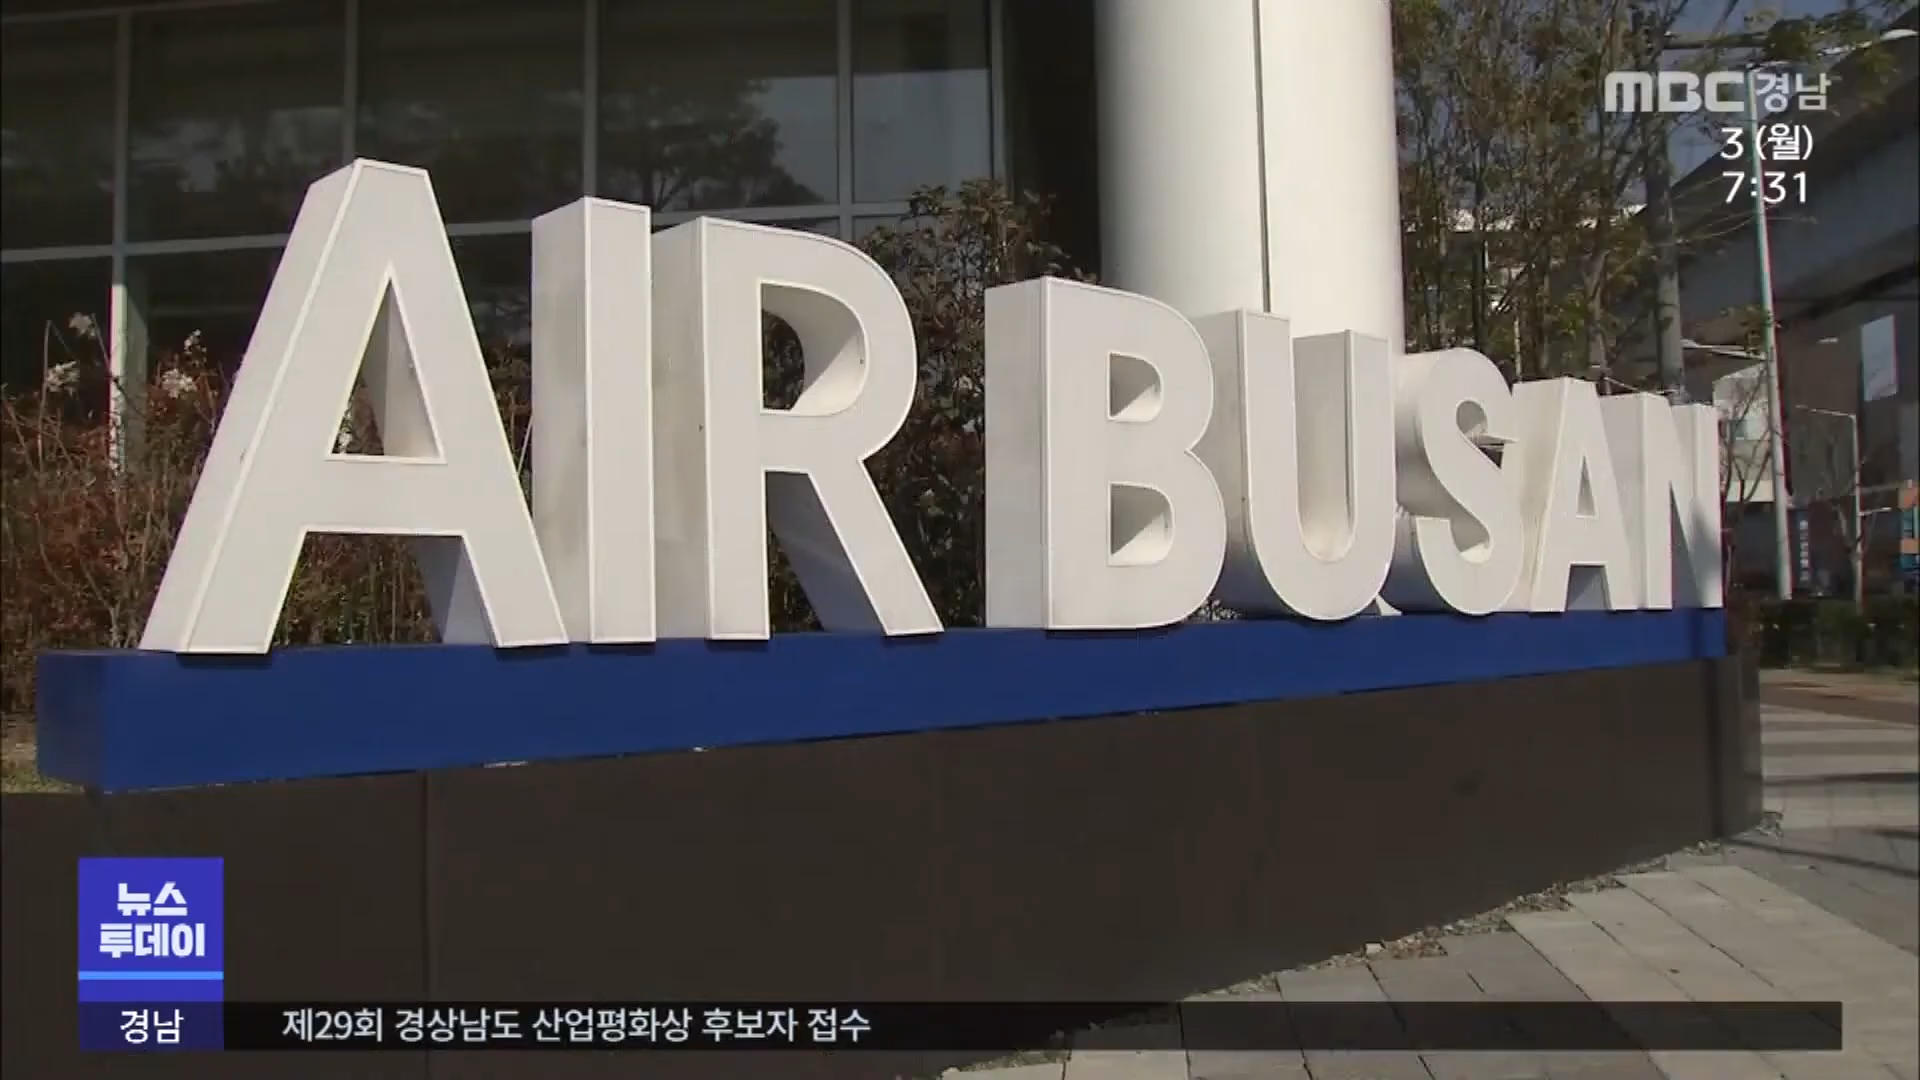 MBC경남
3 (월)
7:31
AIR BUSAN
뉴스
투데이
경남
제29회 경상남도 산업평화상 후보자 접수